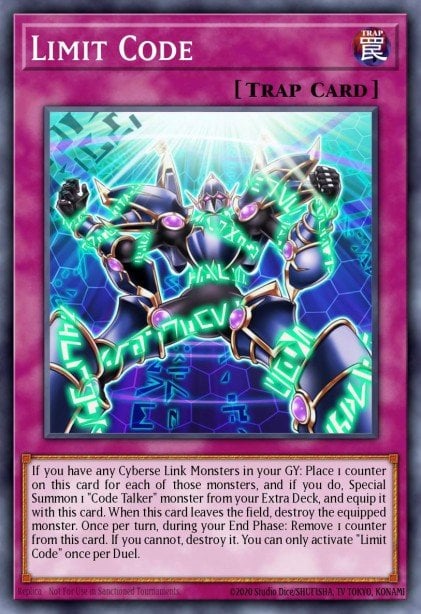 LIMIT CODE
TRAP
罠
[TRAP CARD]
If you have any Cyberse Link Monsters in your GY: Place 1 counter
on this card for each of those monsters, and if you do, Special
Summon 1 "Code Talker" monster from your Extra Deck, and equip it
with this card. When this card leaves the field, destroy the equipped
monster. Once per turn, during your End Phase: Remove 1 counter
from this card. If you cannot, destroy it. You can only activate "Limit
Code" once per Duel.
Replica - Not For Use in Sanctioned Tournaments
©2020 Studio Dice/SHUEISHA, TV TOKYO, KONAMI